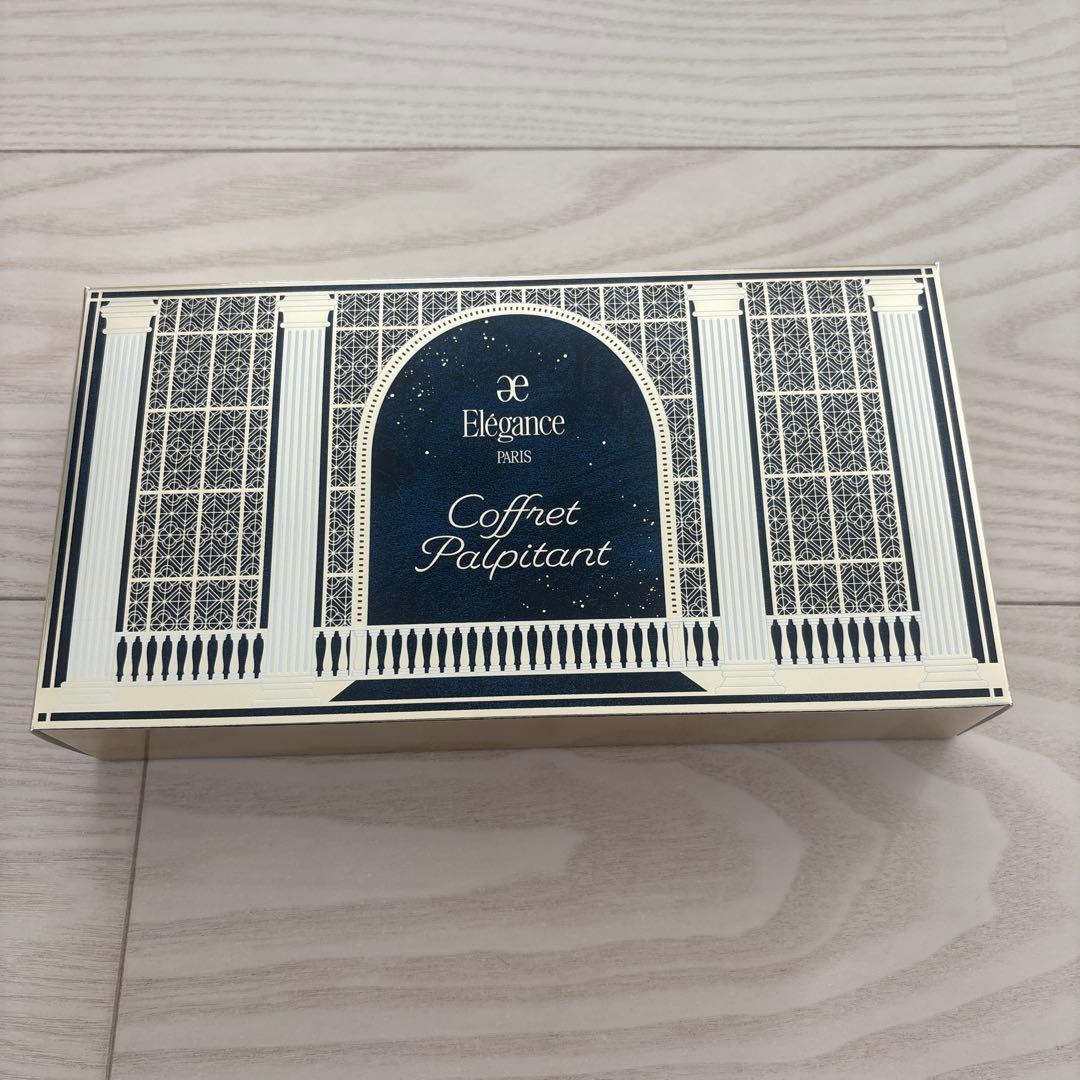 æ
Elégance
PARIS
Coffret
Palpitant